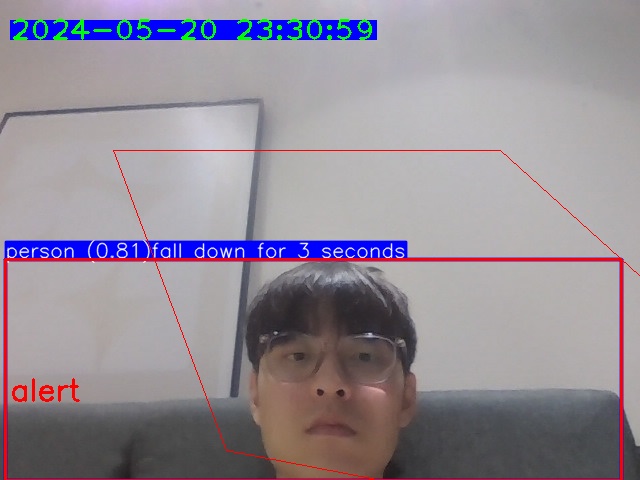 2024-05-20 23:30:59
person (0.81)fall down for 3 seconds
alert